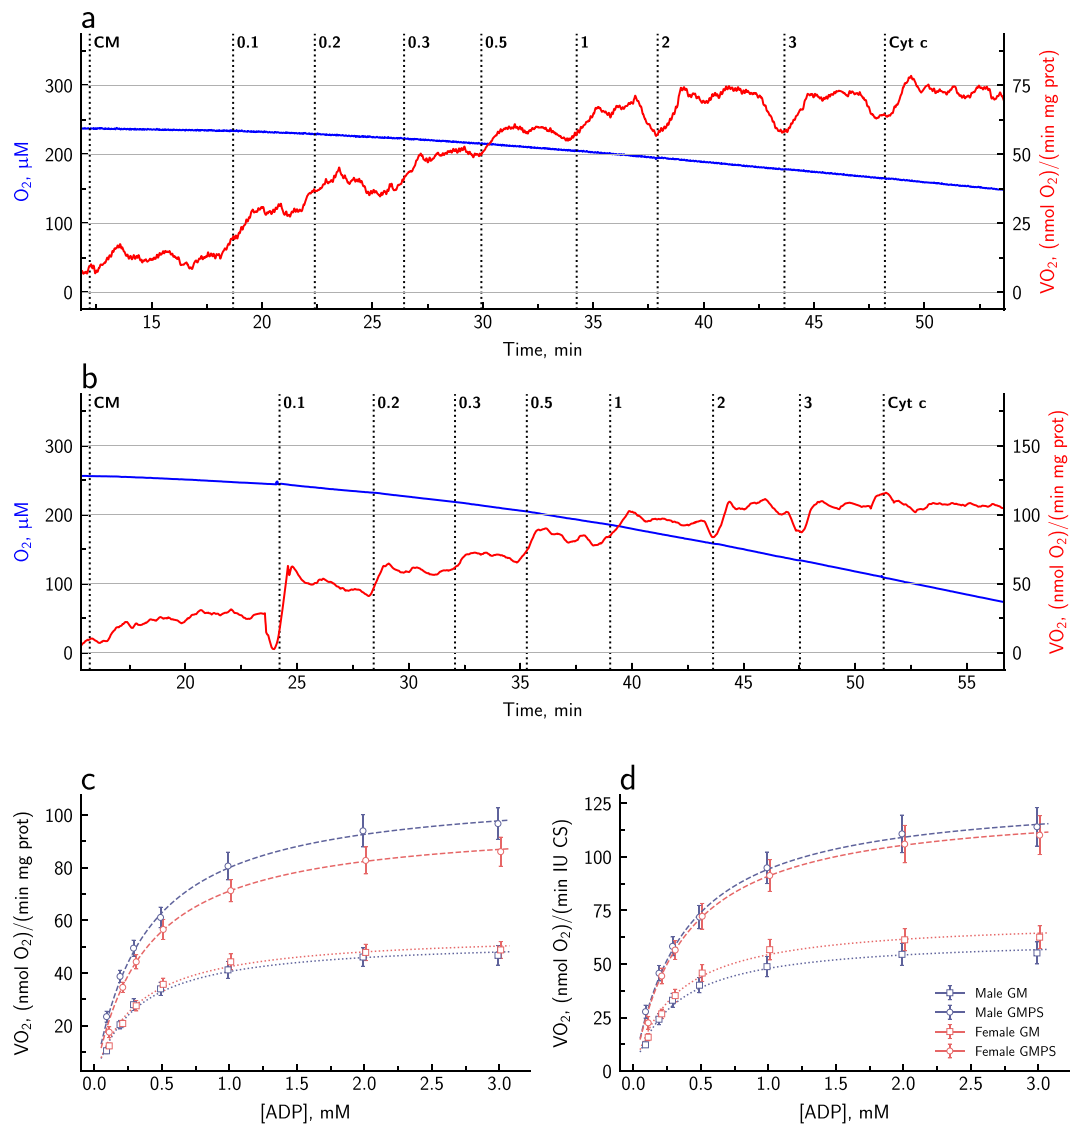 a
CM 0.1 0.2 0.3 0.5 1 2 3 Cyt c
300 75
200 50
100 25
0 0
O₂, µM
VO₂, (nmol O₂)/(min mg prot)
15 20 25 30 35 40 45 50
Time, min
b
CM 0.1 0.2 0.3 0.5 1 2 3 Cyt c
300 150
200 100
100 50
0 0
O₂, µM
VO₂, (nmol O₂)/(min mg prot)
20 25 30 35 40 45 50 55
Time, min
c
100
80
60
40
20
VO₂, (nmol O₂)/(min mg prot)
0.0 0.5 1.0 1.5 2.0 2.5 3.0
[ADP], mM
d
125
100
75
50
25
0
VO₂, (nmol O₂)/(min IU CS)
Male GM
Male GMPS
Female GM
Female GMPS
0.0 0.5 1.0 1.5 2.0 2.5 3.0
[ADP], mM